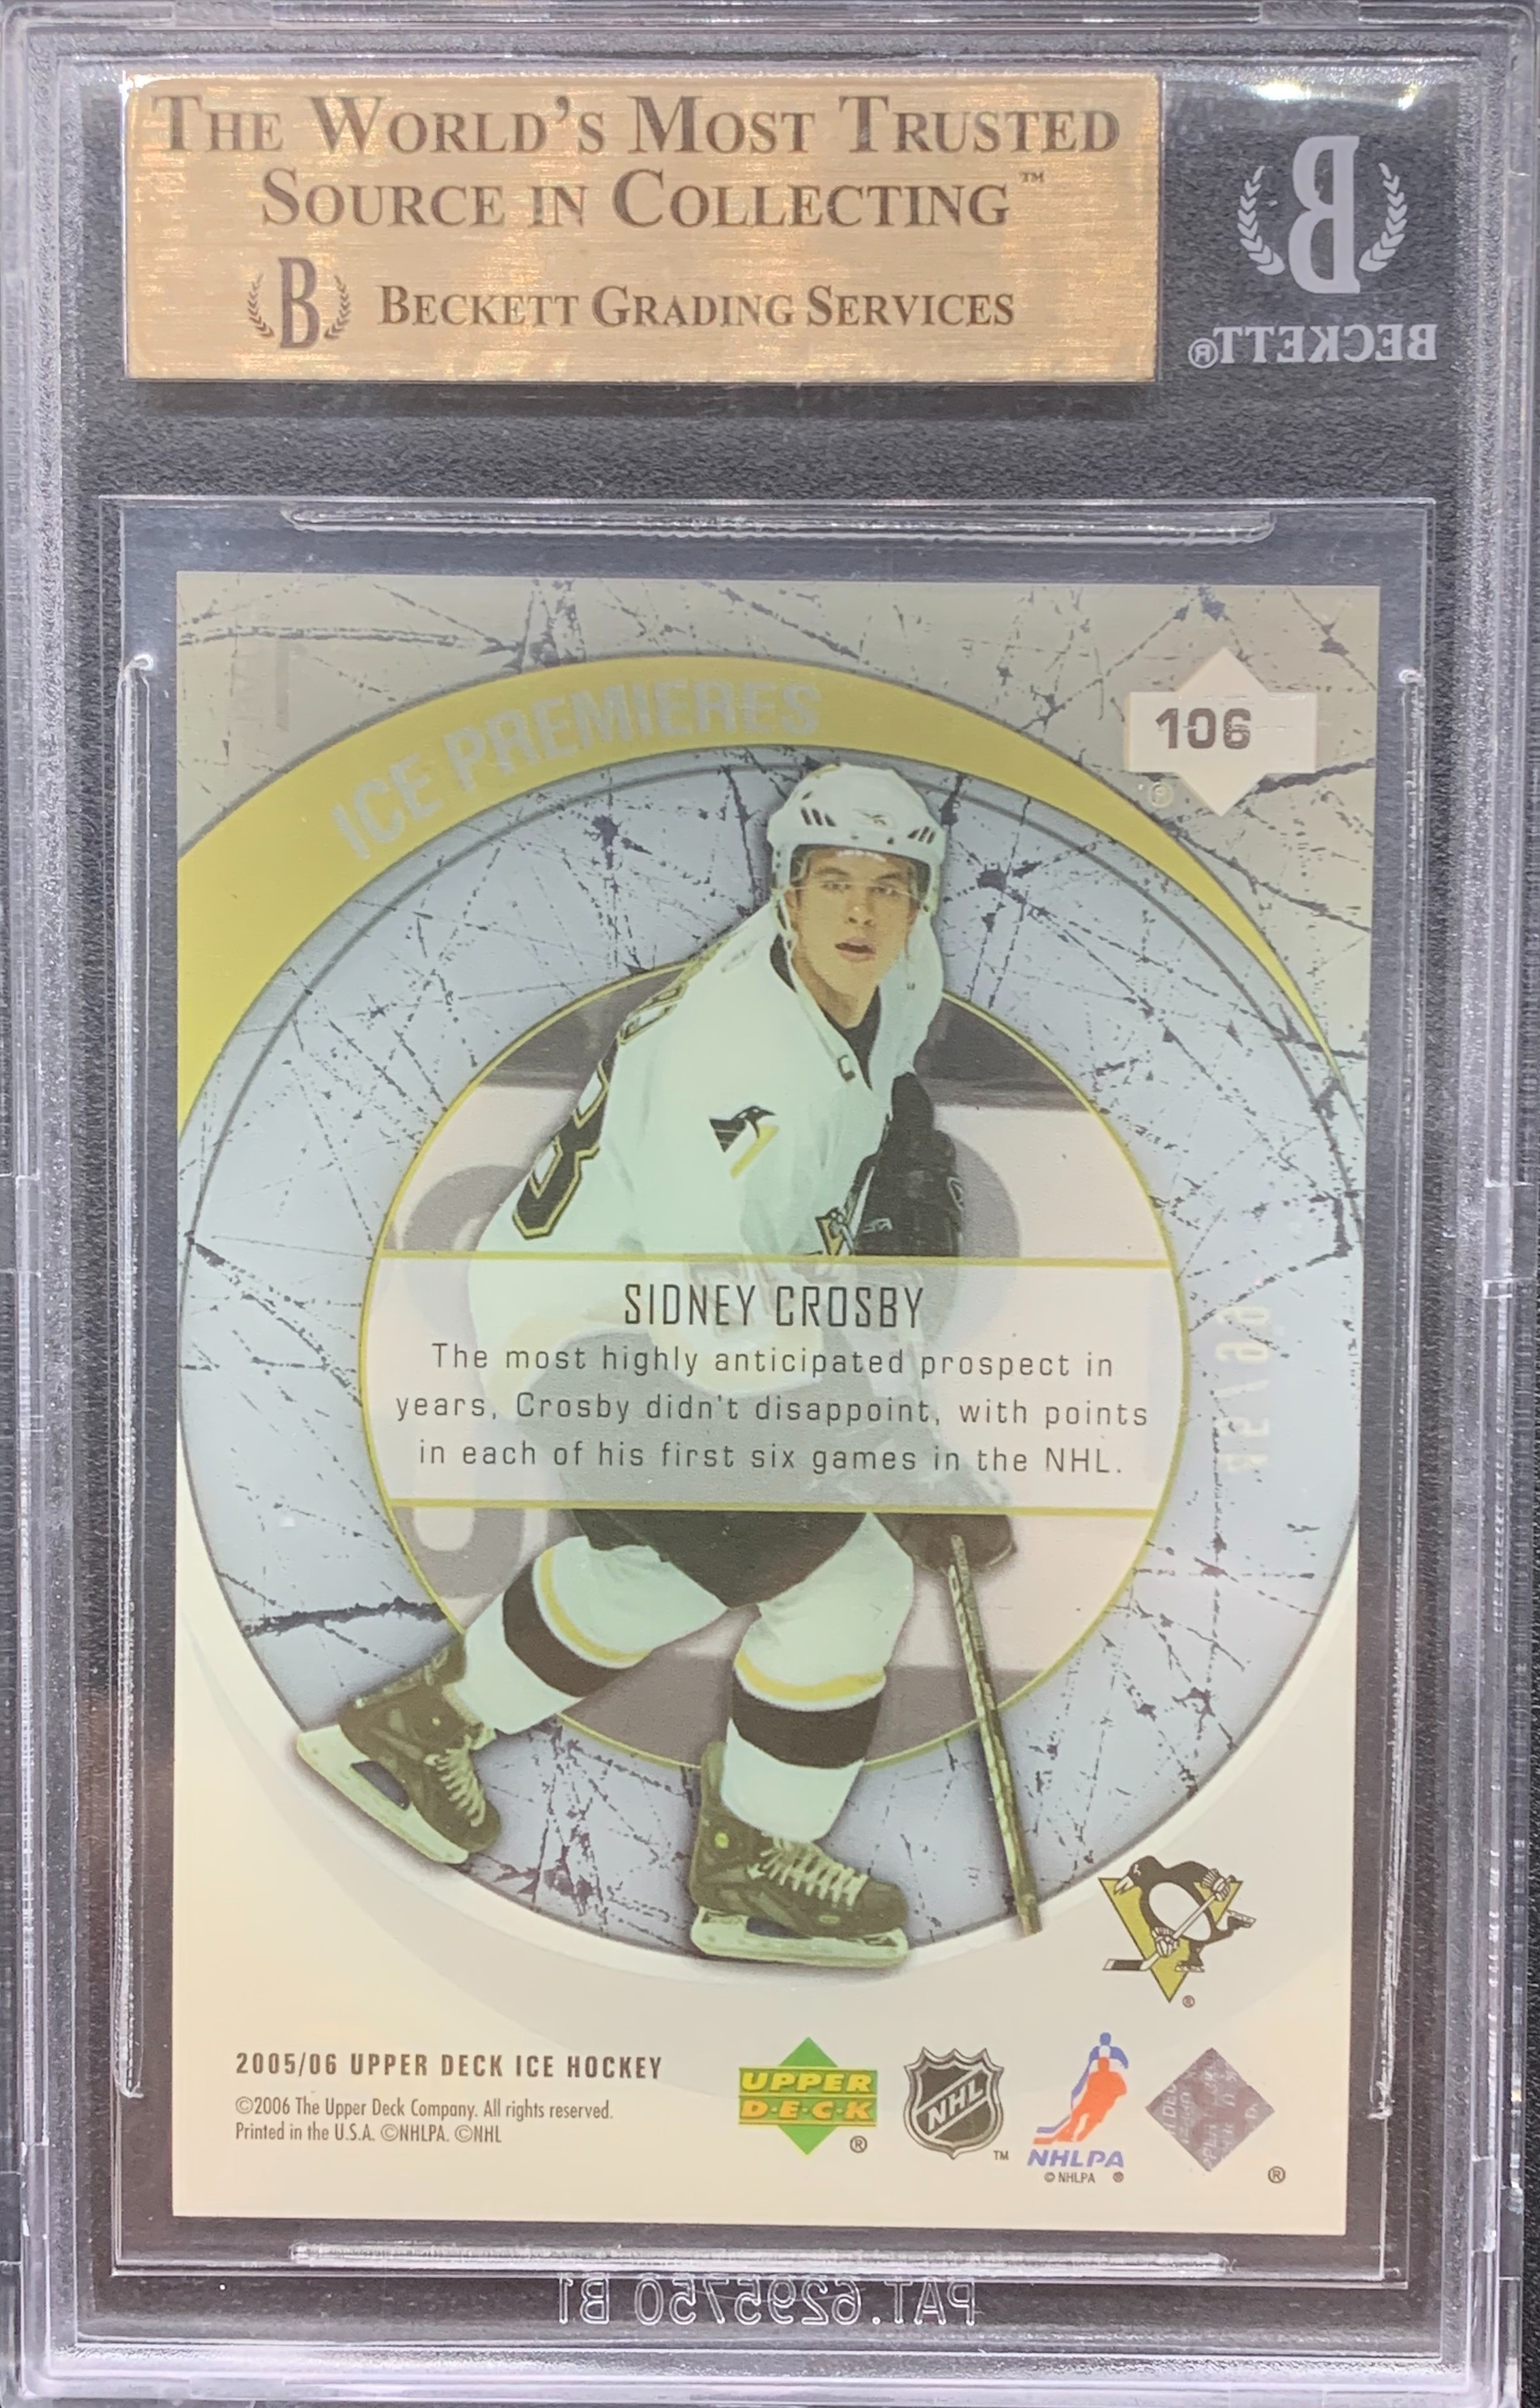 THE WORLD'S MOST TRUSTED
SOURCE IN COLLECTING™
B BECKETT GRADING SERVICES
B
BECKETT®
ICE PREMIERES
106
®
SIDNEY CROSBY
The most highly anticipated prospect in
years, Crosby didn't disappoint, with points
in each of his first six games in the NHL.
®
2005/06 UPPER DECK ICE HOCKEY
©2006 The Upper Deck Company. All rights reserved.
Printed in the U.S.A. ©NHLPA. ©NHL
UPPER
D·E·C·K
®
NHL
™
NHLPA
© NHLPA ®
®
PAT.6295750 B1